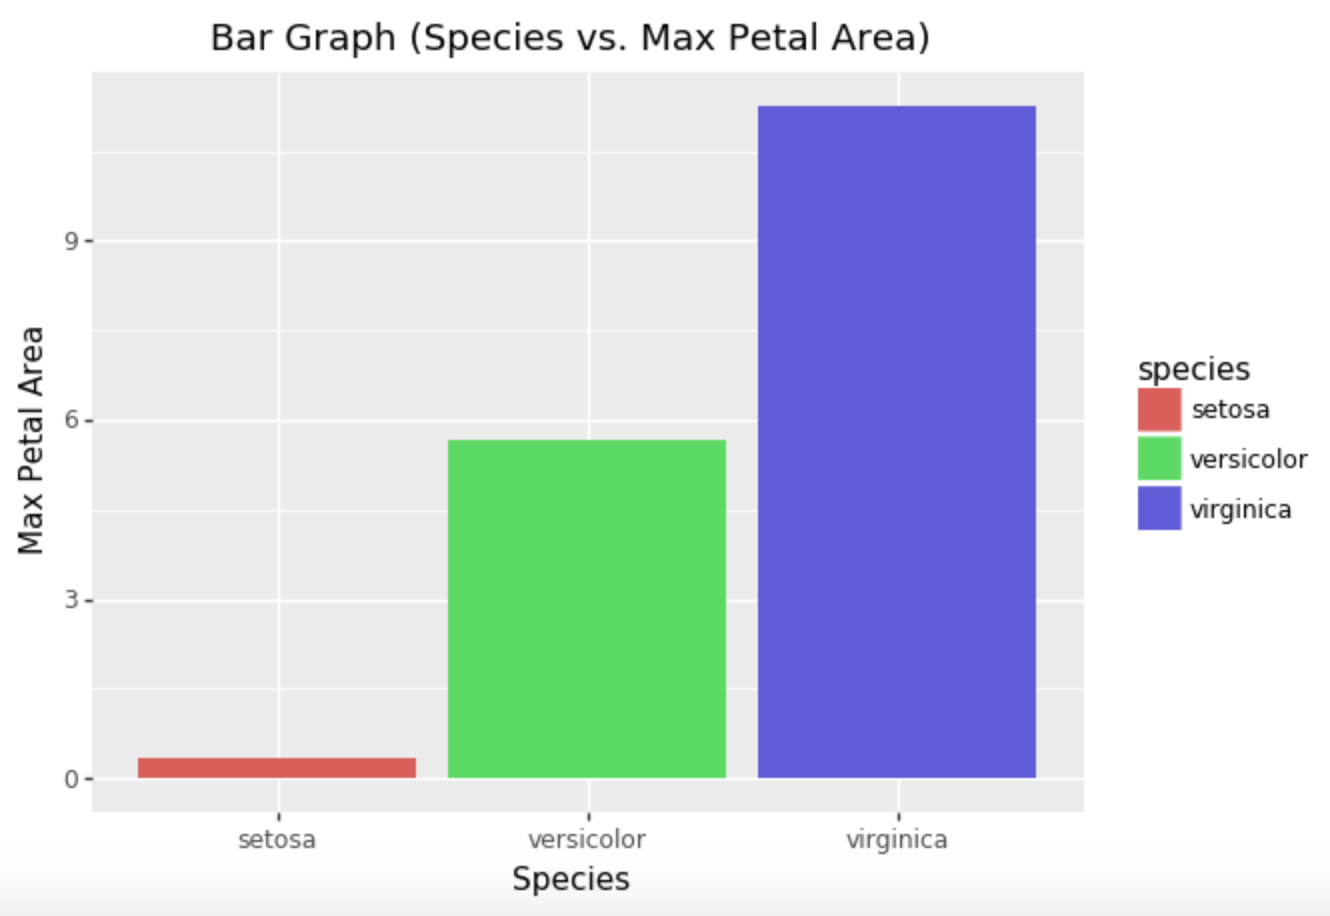 Bar Graph (Species vs. Max Petal Area)
Max Petal Area
9
6
3
0
setosa versicolor virginica
Species
species
setosa
versicolor
virginica